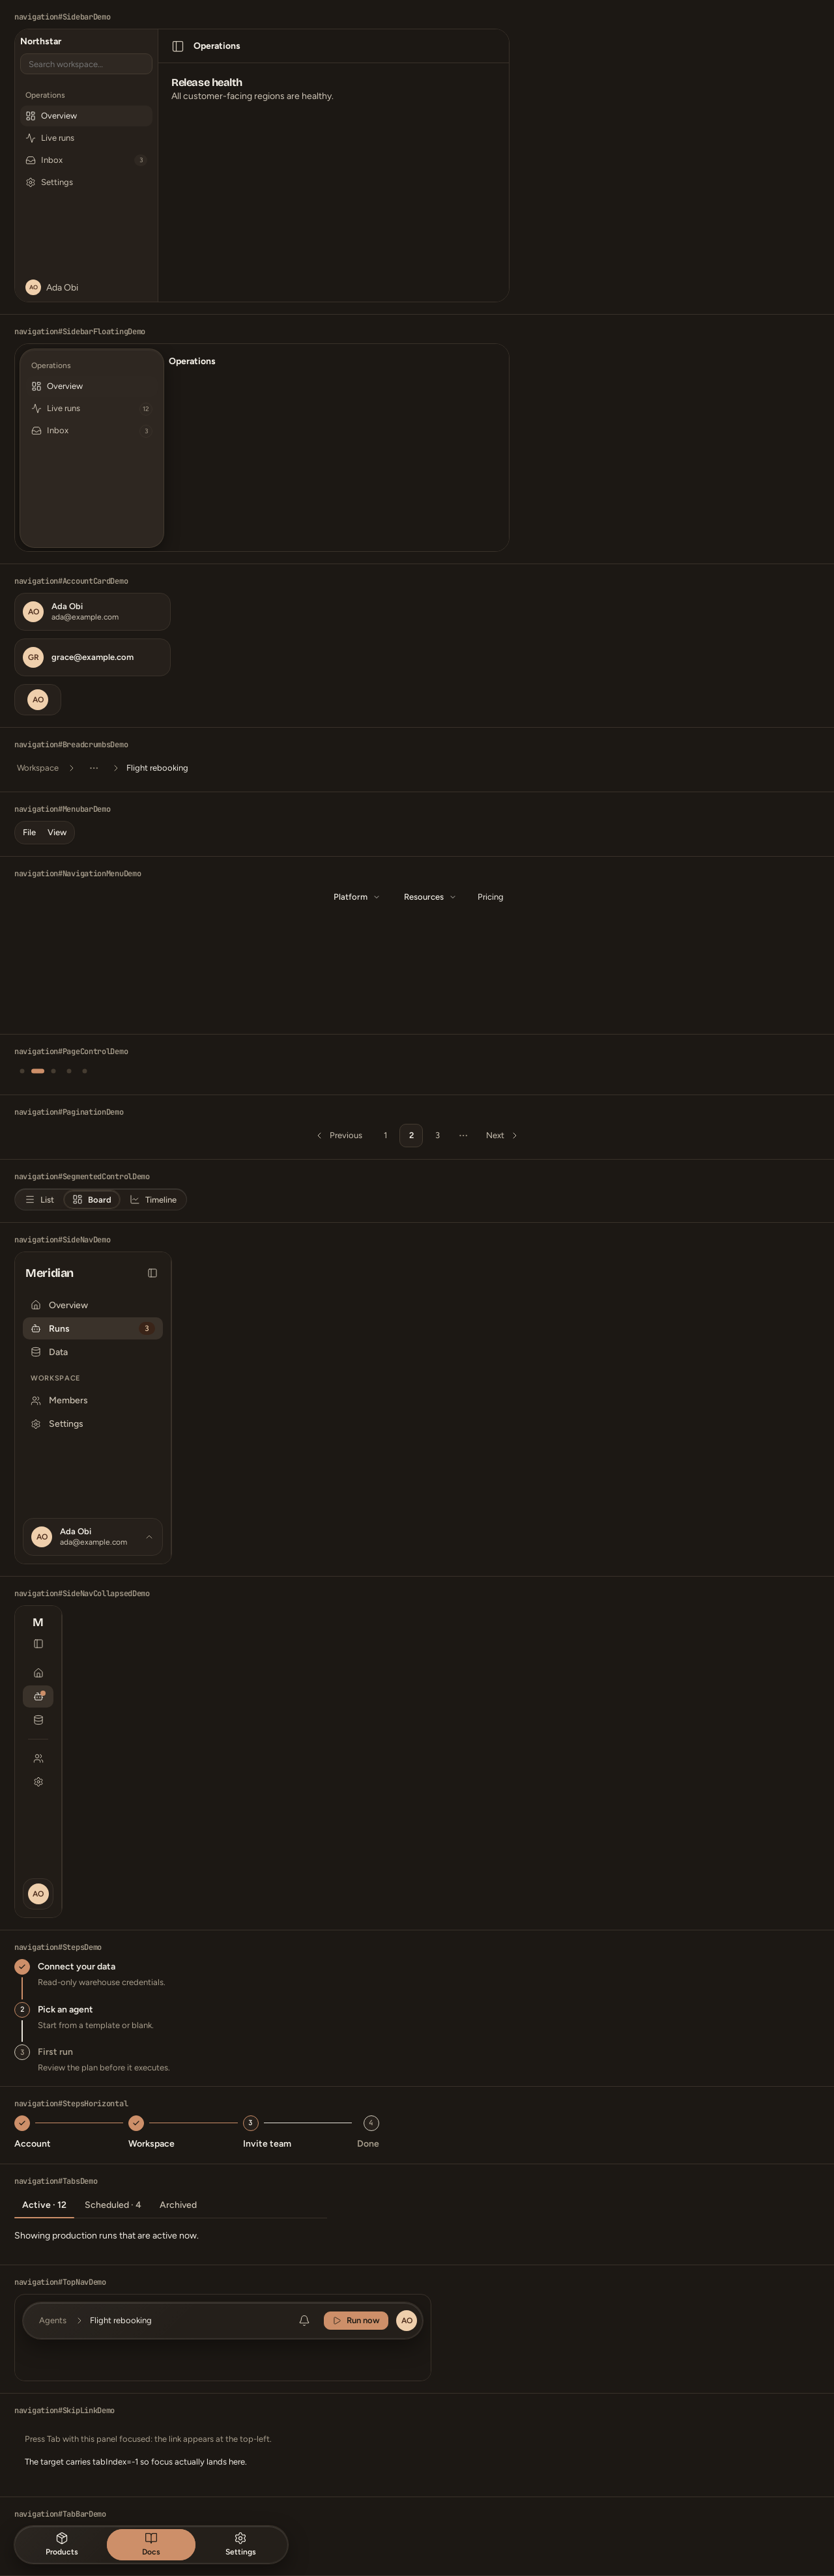 navigation#SidebarDemo
Northstar
Operations
Search workspace...
Release health
All customer-facing regions are healthy.
Operations
Overview
Live runs
Inbox
3
Settings
AO
Ada Obi
navigation#SidebarFloatingDemo
Operations
Operations
Overview
Live runs
12
Inbox
3
navigation#AccountCardDemo
AO
Ada Obi
ada@example.com
GR
grace@example.com
AO
navigation#BreadcrumbsDemo
Workspace
Flight rebooking
navigation#MenubarDemo
File View
navigation#NavigationMenuDemo
Platform Resources Pricing
navigation#PageControlDemo
navigation#PaginationDemo
Previous 1 2 3 ... Next
navigation#SegmentedControlDemo
List Board Timeline
navigation#SideNavDemo
Meridian
Overview
Runs
3
Data
WORKSPACE
Members
Settings
AO
Ada Obi
ada@example.com
navigation#SideNavCollapsedDemo
M
AO
navigation#StepsDemo
Connect your data
Read-only warehouse credentials.
2 Pick an agent
Start from a template or blank.
3 First run
Review the plan before it executes.
navigation#StepsHorizontal
3 4
Account Workspace Invite team Done
navigation#TabsDemo
Active · 12 Scheduled · 4 Archived
Showing production runs that are active now.
navigation#TopNavDemo
Agents Flight rebooking Run now AO
navigation#SkipLinkDemo
Press Tab with this panel focused: the link appears at the top-left.
The target carries tabIndex=-1 so focus actually lands here.
navigation#TabBarDemo
Products Docs Settings